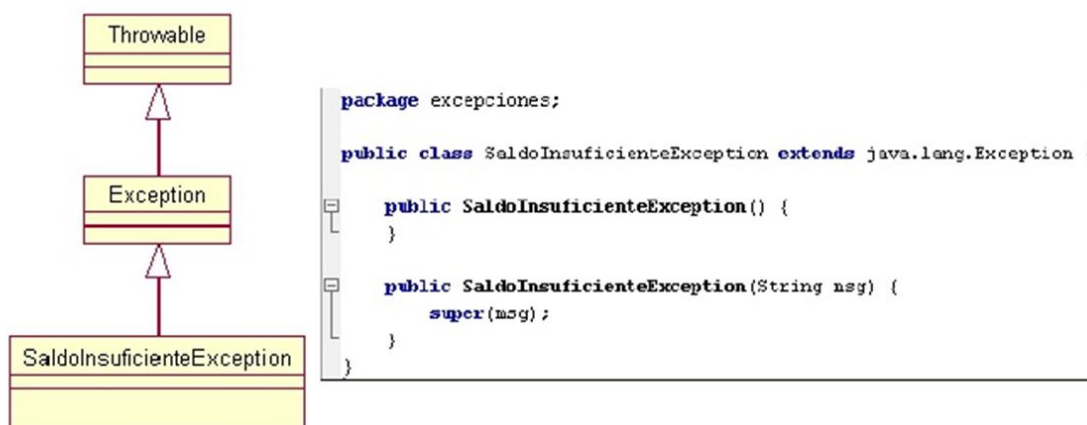 Throwable
Exception
SaldoInsuficienteException
package excepciones;
public class SaldoInsuficienteException extends java.lang.Exception
public SaldoInsuficienteException() {
}
public SaldoInsuficienteException(String msg) {
super(msg);
}
}